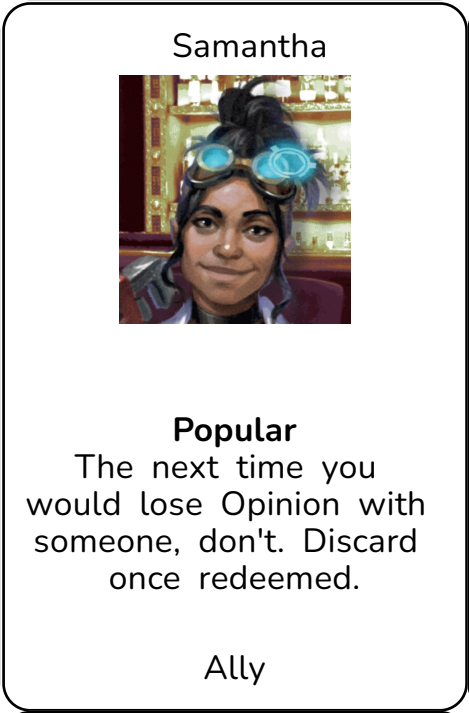 Samantha
Popular
The next time you
would lose Opinion with
someone, don't. Discard
once redeemed.
Ally